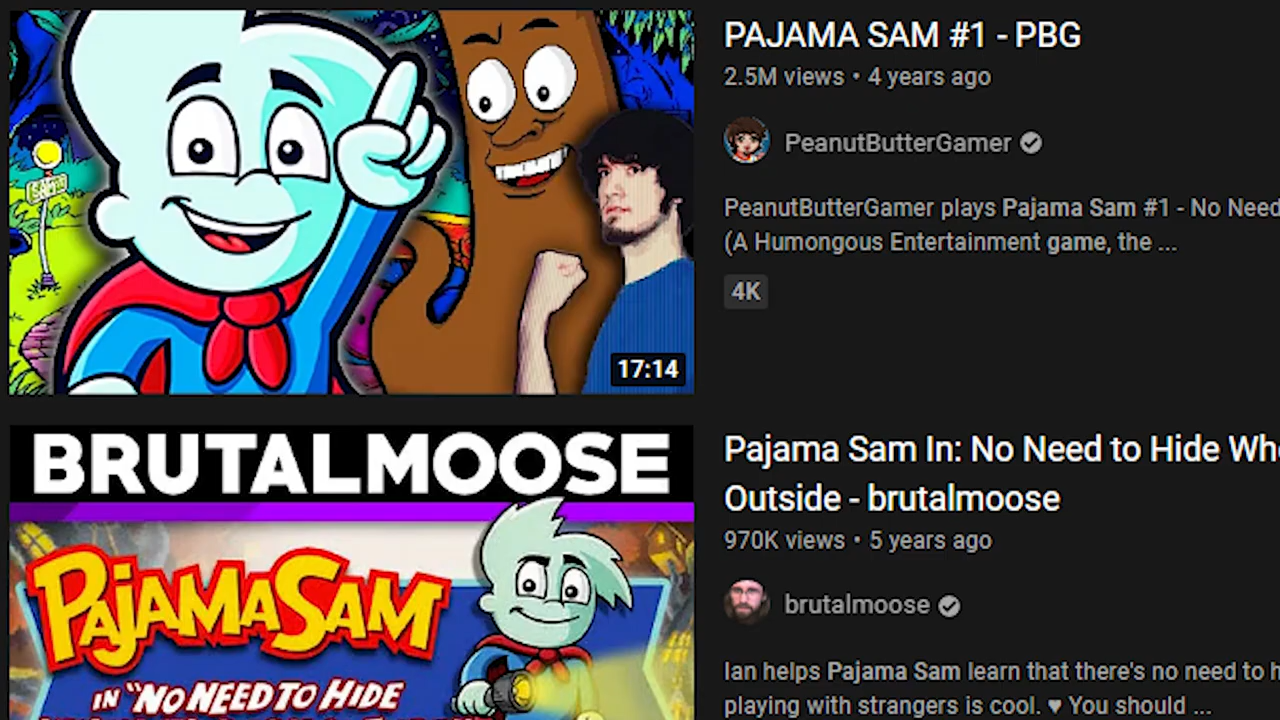 PAJAMA SAM #1 - PBG
2.5M views • 4 years ago
PeanutButterGamer
PeanutButterGamer plays Pajama Sam #1 - No Need
(A Humongous Entertainment game, the ...
4K
17:14
BRUTALMOOSE
PAJAMA SAM
IN "NO NEED TO HIDE
Pajama Sam In: No Need to Hide Wh
Outside - brutalmoose
970K views • 5 years ago
brutalmoose
Ian helps Pajama Sam learn that there's no need to h
playing with strangers is cool. ♥ You should ...